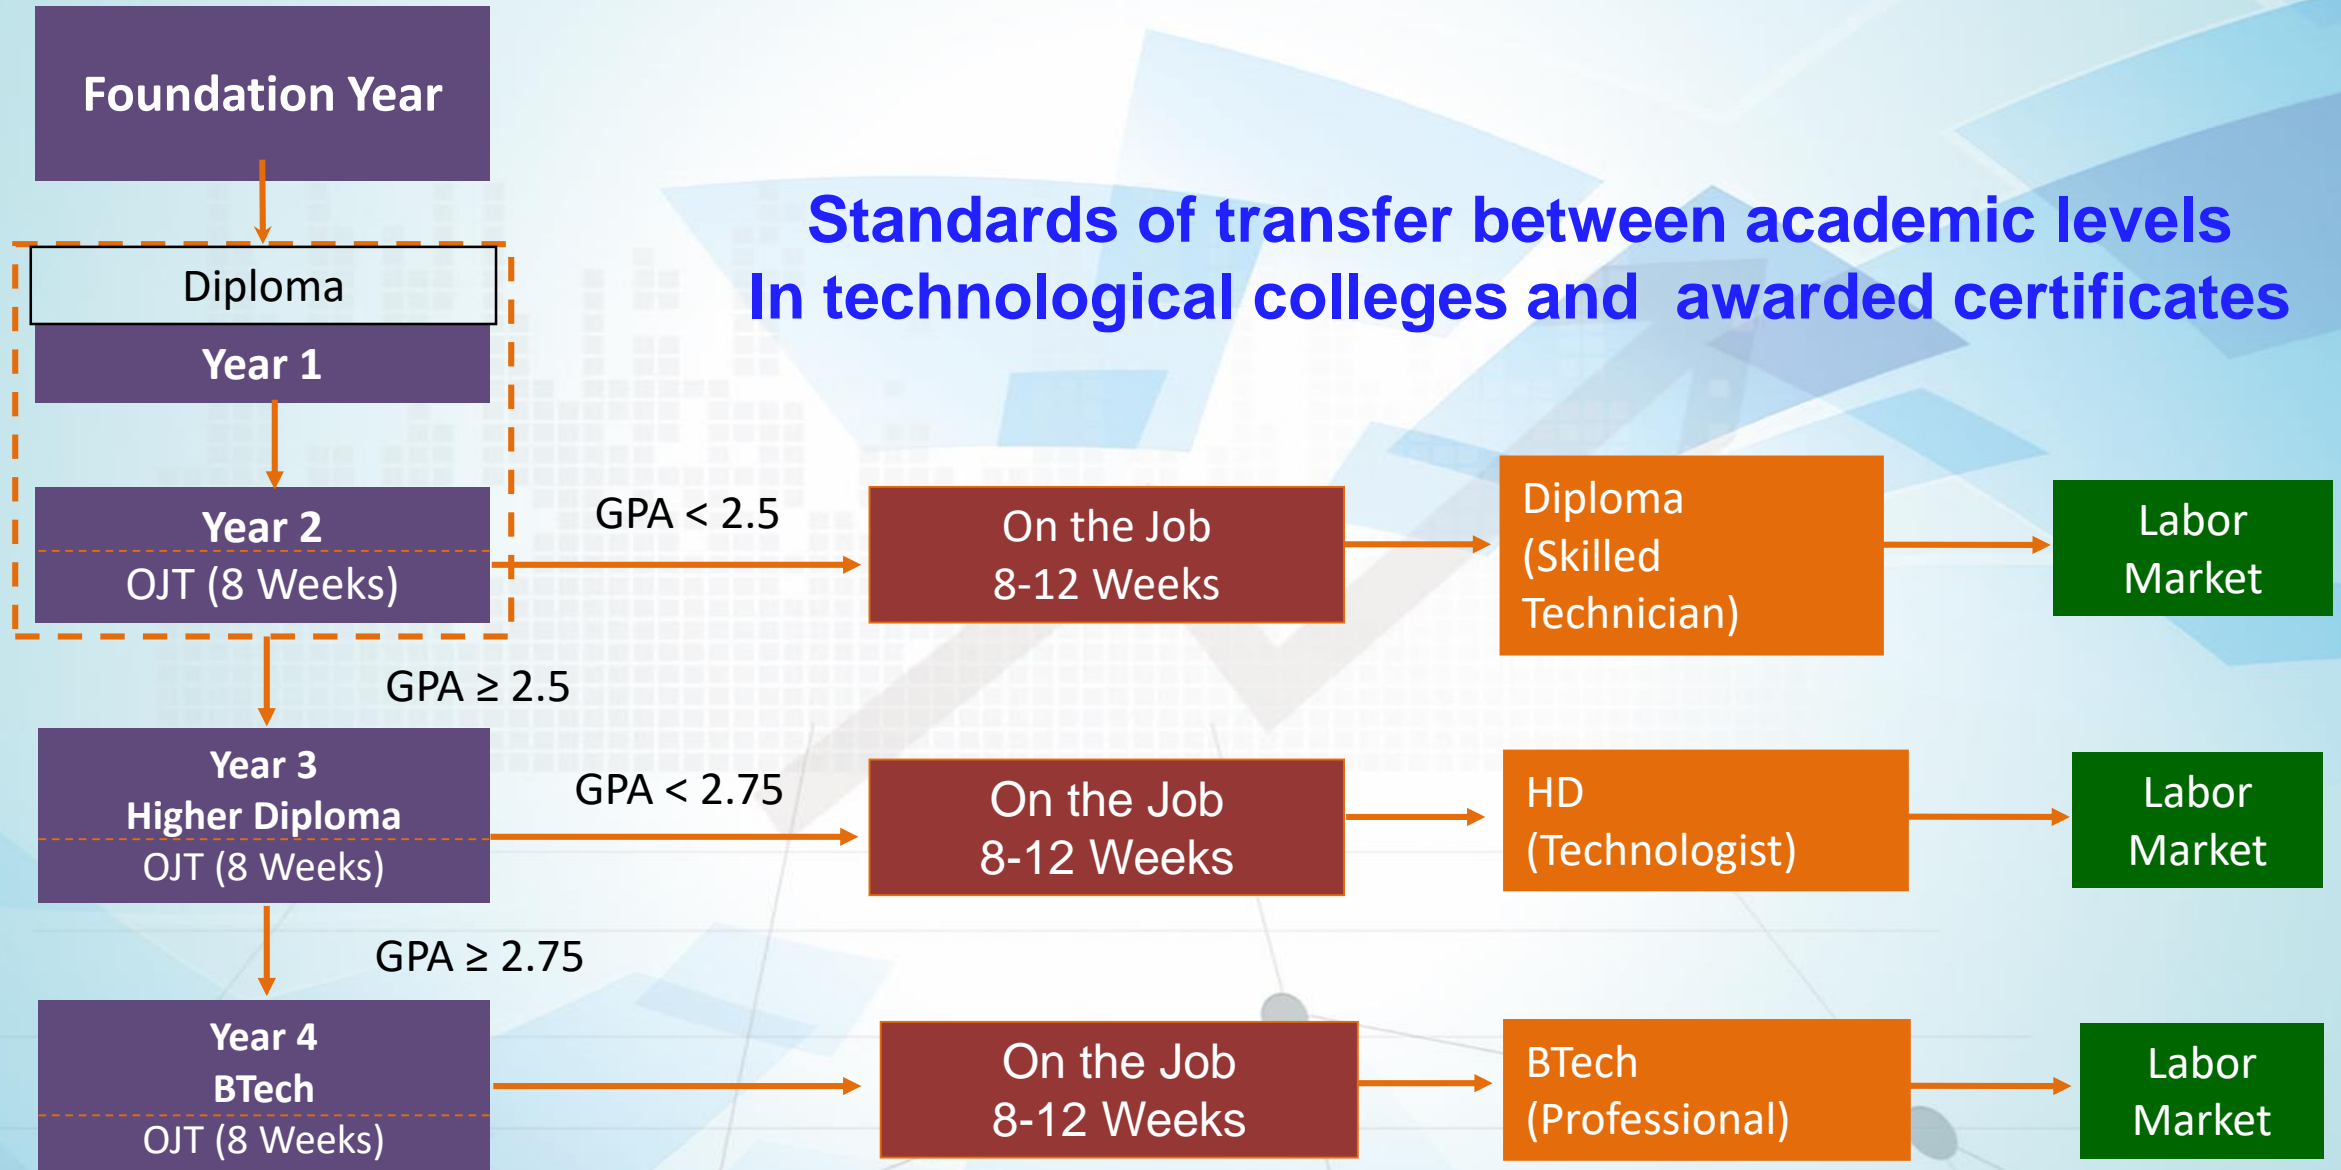 Foundation Year
Standards of transfer between academic levels
In technological colleges and  awarded certificates
Diploma
Year 1
Year 2
OJT (8 Weeks)
GPA < 2.5
On the Job
8-12 Weeks
Diploma
(Skilled
Technician)
Labor
Market
GPA ≥ 2.5
Year 3
Higher Diploma
OJT (8 Weeks)
GPA < 2.75
On the Job
8-12 Weeks
HD
(Technologist)
Labor
Market
GPA ≥ 2.75
Year 4
BTech
OJT (8 Weeks)
On the Job
8-12 Weeks
BTech
(Professional)
Labor
Market